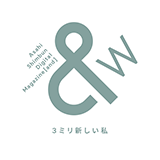 Asahi
Shimbun
Digital
Magazine[and]
&w
3ミリ新しい私